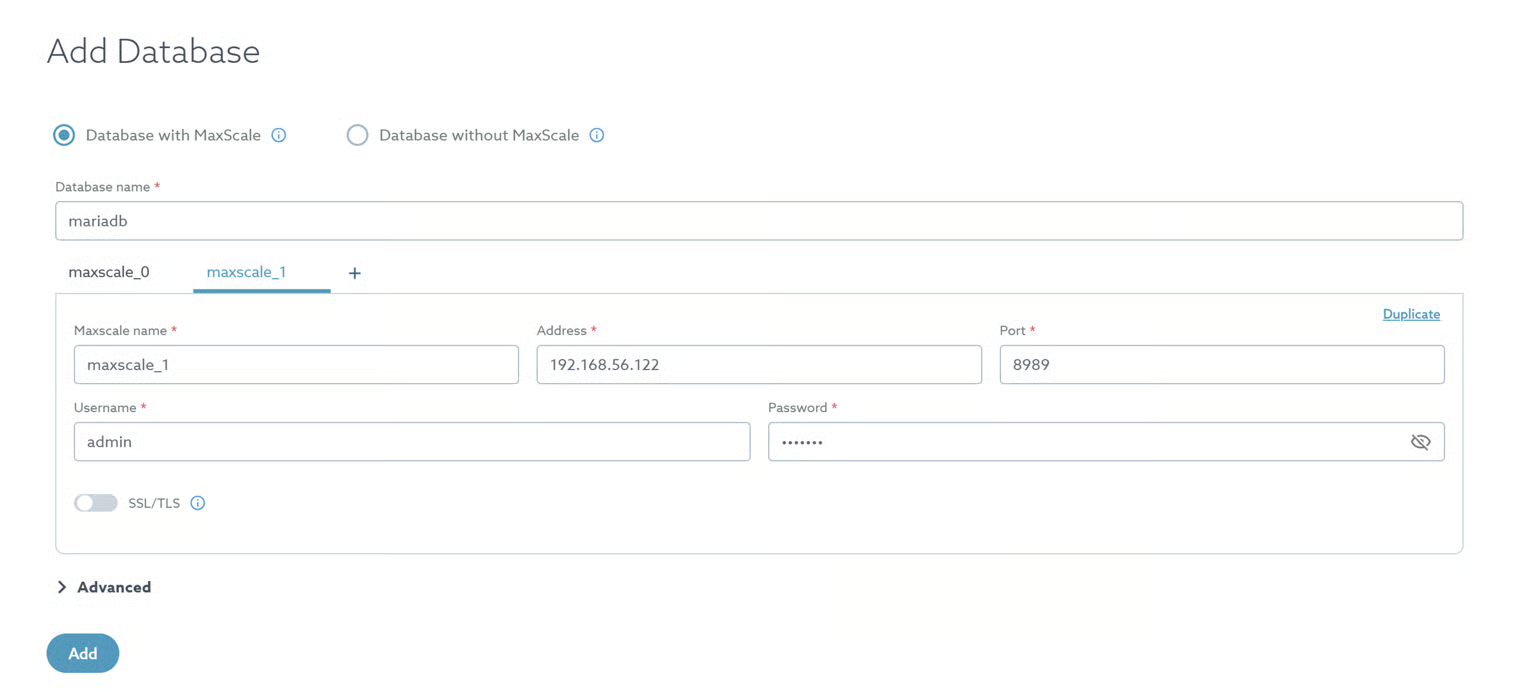 Add Database
Database with MaxScale Database without MaxScale
Database name *
mariadb
maxscale_0 maxscale_1 +
Duplicate
Maxscale name * Address * Port *
maxscale_1 192.168.56.122 8989
Username * Password *
admin •••••••
SSL/TLS
Advanced
Add